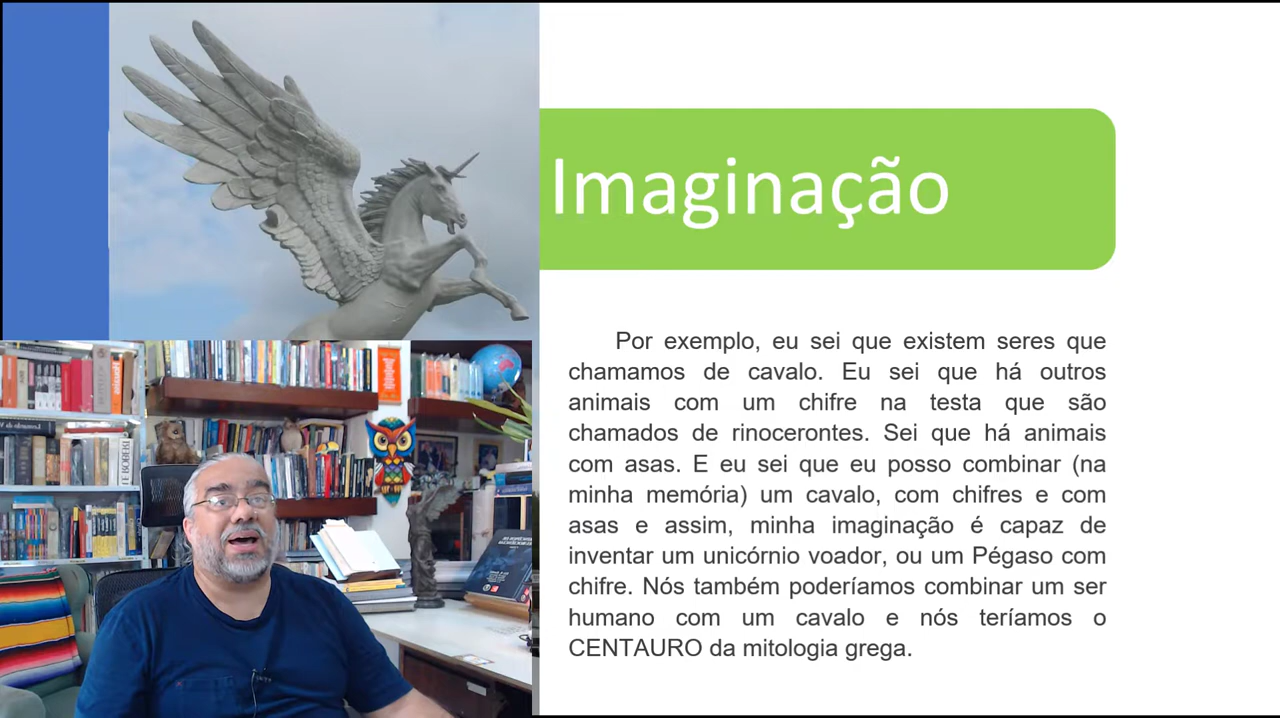 Imaginação
Por exemplo, eu sei que existem seres que
chamamos de cavalo. Eu sei que há outros
animais com um chifre na testa que são
chamados de rinocerontes. Sei que há animais
com asas. E eu sei que eu posso combinar (na
minha memória) um cavalo, com chifres e com
asas e assim, minha imaginação é capaz de
inventar um unicórnio voador, ou um Pégaso com
chifre. Nós também poderíamos combinar um ser
humano com um cavalo e nós teríamos o
CENTAURO da mitologia grega.